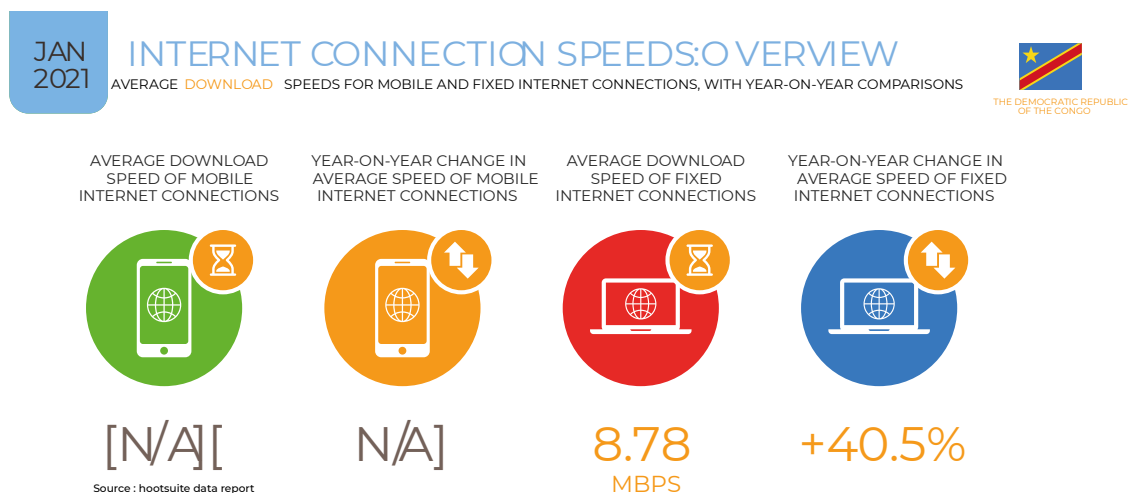 JAN
2021
INTERNET CONNECTION SPEEDS:O VERVIEW
AVERAGE DOWNLOAD SPEEDS FOR MOBILE AND FIXED INTERNET CONNECTIONS, WITH YEAR-ON-YEAR COMPARISONS
THE DEMOCRATIC REPUBLIC
OF THE CONGO
AVERAGE DOWNLOAD
SPEED OF MOBILE
INTERNET CONNECTIONS
YEAR-ON-YEAR CHANGE IN
AVERAGE SPEED OF MOBILE
INTERNET CONNECTIONS
AVERAGE DOWNLOAD
SPEED OF FIXED
INTERNET CONNECTIONS
YEAR-ON-YEAR CHANGE IN
AVERAGE SPEED OF FIXED
INTERNET CONNECTIONS
[N/A][
N/A]
8.78
MBPS
+40.5%
Source : hootsuite data report